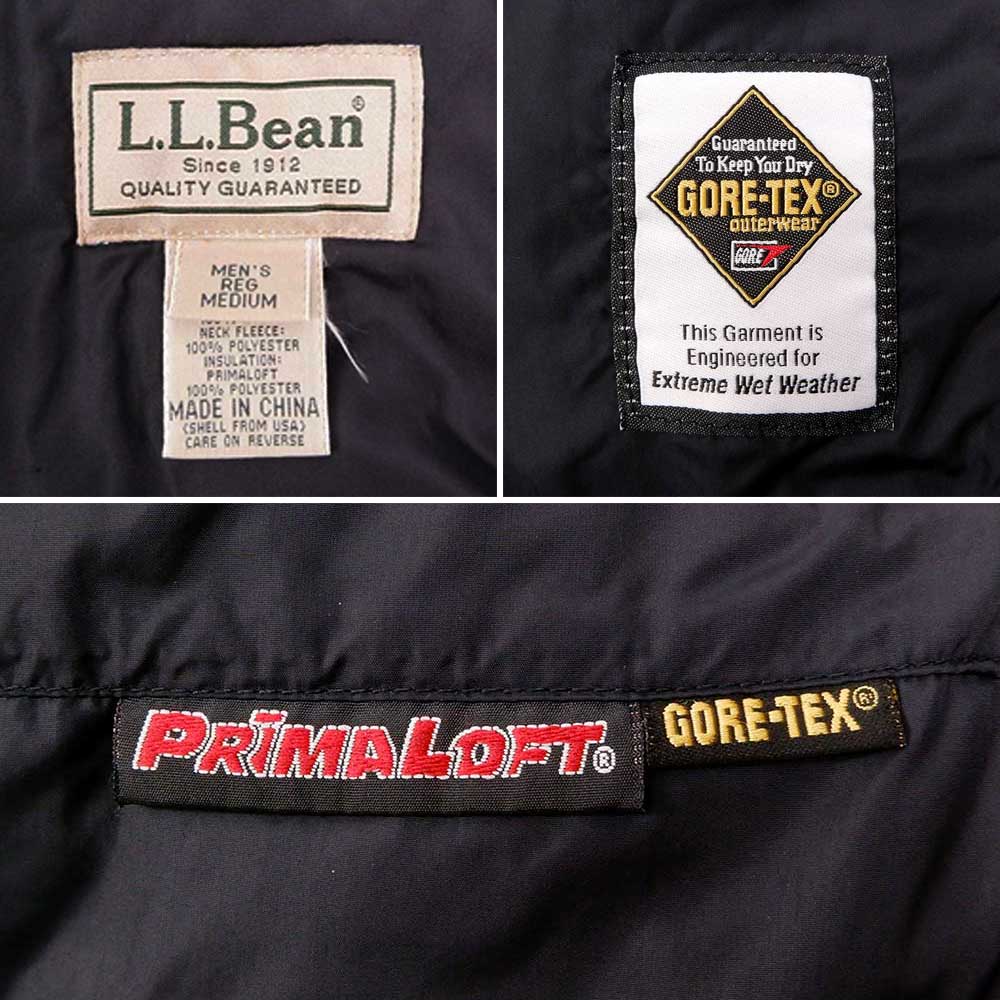 L.L.Bean®
Since 1912
QUALITY GUARANTEED
MEN'S
REG
MEDIUM
NECK FLEECE:
100% POLYESTER
INSULATION:
PRIMALOFT
100% POLYESTER
MADE IN CHINA
(SHELL FROM USA)
CARE ON REVERSE
Guaranteed
To Keep You Dry
GORE-TEX®
outerwear
GORE
This Garment is
Engineered for
Extreme Wet Weather
PRIMALOFT®
GORE-TEX®